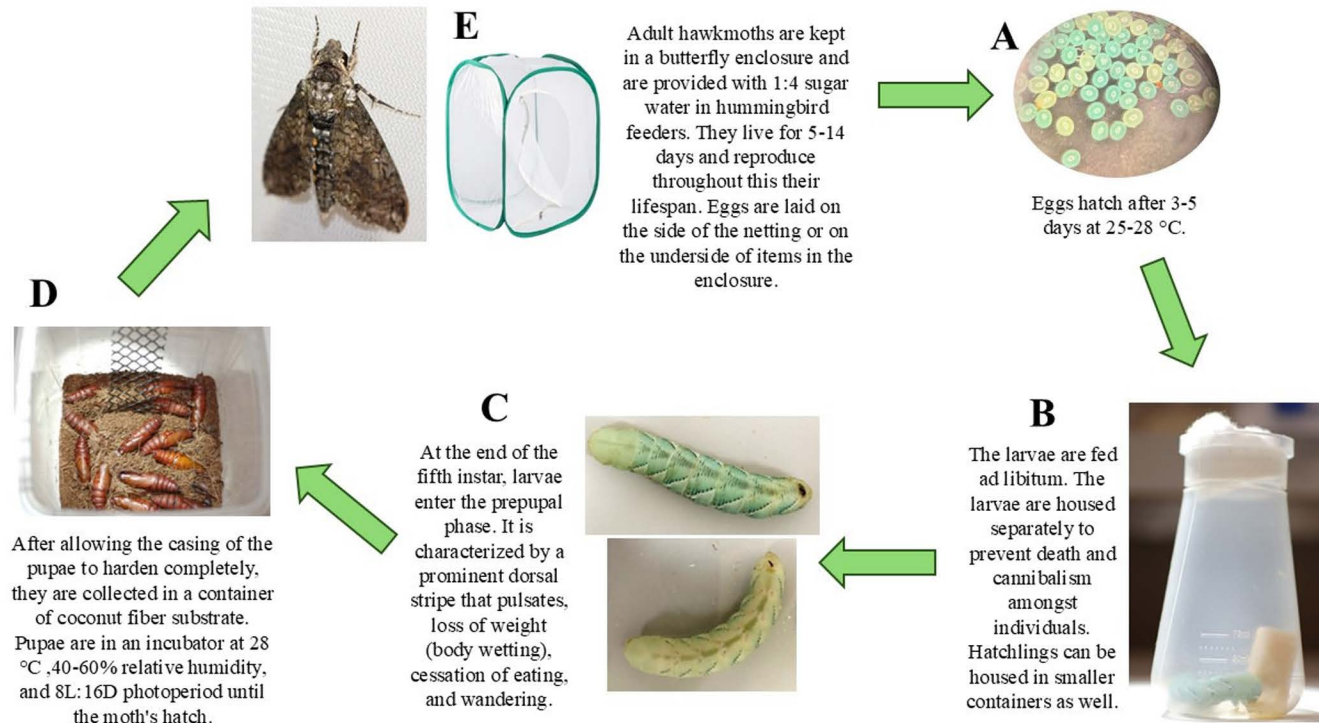 E
Adult hawkmoths are kept
in a butterfly enclosure and
are provided with 1:4 sugar
water in hummingbird
feeders. They live for 5-14
days and reproduce
throughout this their
lifespan. Eggs are laid on
the side of the netting or on
the underside of items in the
enclosure.
A
Eggs hatch after 3-5
days at 25-28 °C.
B
The larvae are fed
ad libitum. The
larvae are housed
separately to
prevent death and
cannibalism
amongst
individuals.
Hatchlings can be
housed in smaller
containers as well.
C
At the end of the
fifth instar, larvae
enter the prepupal
phase. It is
characterized by a
prominent dorsal
stripe that pulsates,
loss of weight
(body wetting),
cessation of eating,
and wandering.
D
After allowing the casing of the
pupae to harden completely,
they are collected in a container
of coconut fiber substrate.
Pupae are in an incubator at 28
°C ,40-60% relative humidity,
and 8L:16D photoperiod until
the moth's hatch.